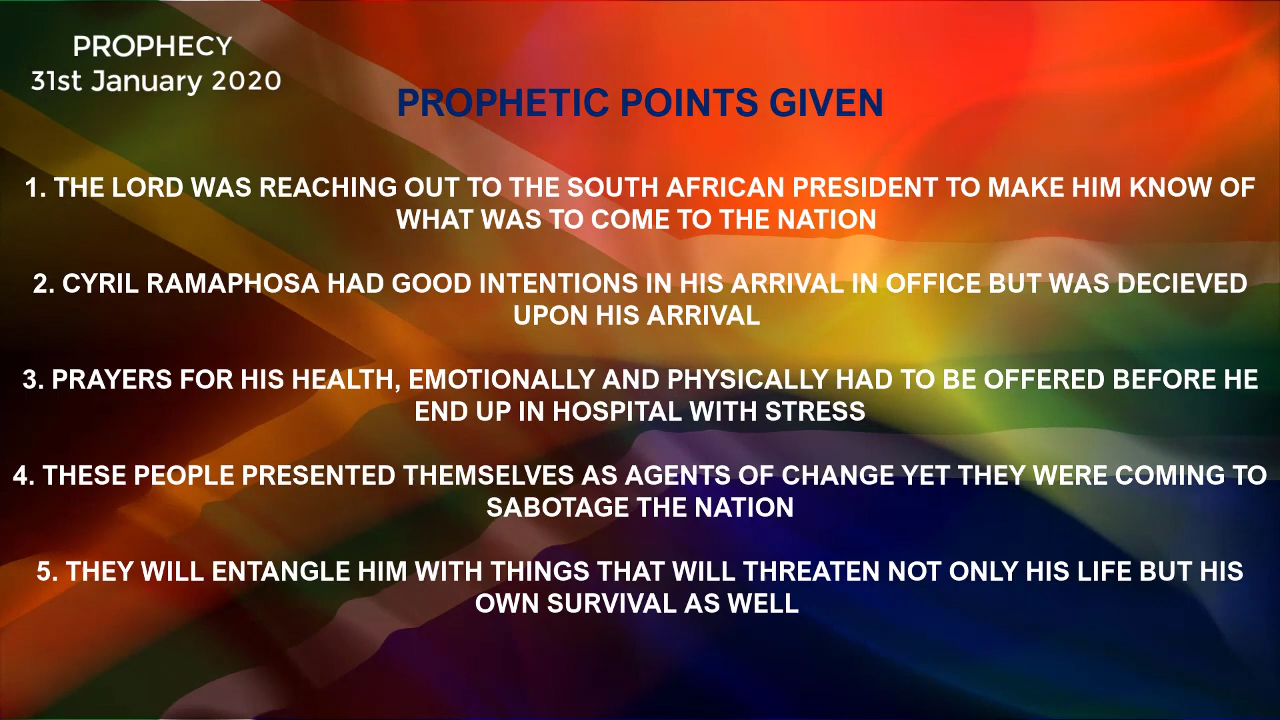 PROPHECY
31st January 2020
PROPHETIC POINTS GIVEN
1. THE LORD WAS REACHING OUT TO THE SOUTH AFRICAN PRESIDENT TO MAKE HIM KNOW OF
WHAT WAS TO COME TO THE NATION
2. CYRIL RAMAPHOSA HAD GOOD INTENTIONS IN HIS ARRIVAL IN OFFICE BUT WAS DECIEVED
UPON HIS ARRIVAL
3. PRAYERS FOR HIS HEALTH, EMOTIONALLY AND PHYSICALLY HAD TO BE OFFERED BEFORE HE
END UP IN HOSPITAL WITH STRESS
4. THESE PEOPLE PRESENTED THEMSELVES AS AGENTS OF CHANGE YET THEY WERE COMING TO
SABOTAGE THE NATION
5. THEY WILL ENTANGLE HIM WITH THINGS THAT WILL THREATEN NOT ONLY HIS LIFE BUT HIS
OWN SURVIVAL AS WELL